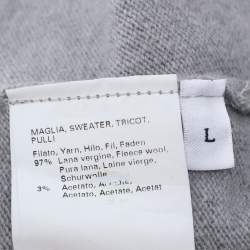 MAGLIA, SWEATER, TRICOT,
PULL!
Filato, Yarn, Hilo, Fil, Faden
97% Lana vergine, Fleece wool,
Pura lana, Laine vierge,
Schurwolle
3% Acetato, Acetate,
Acetato, Acetate, Acetat
L